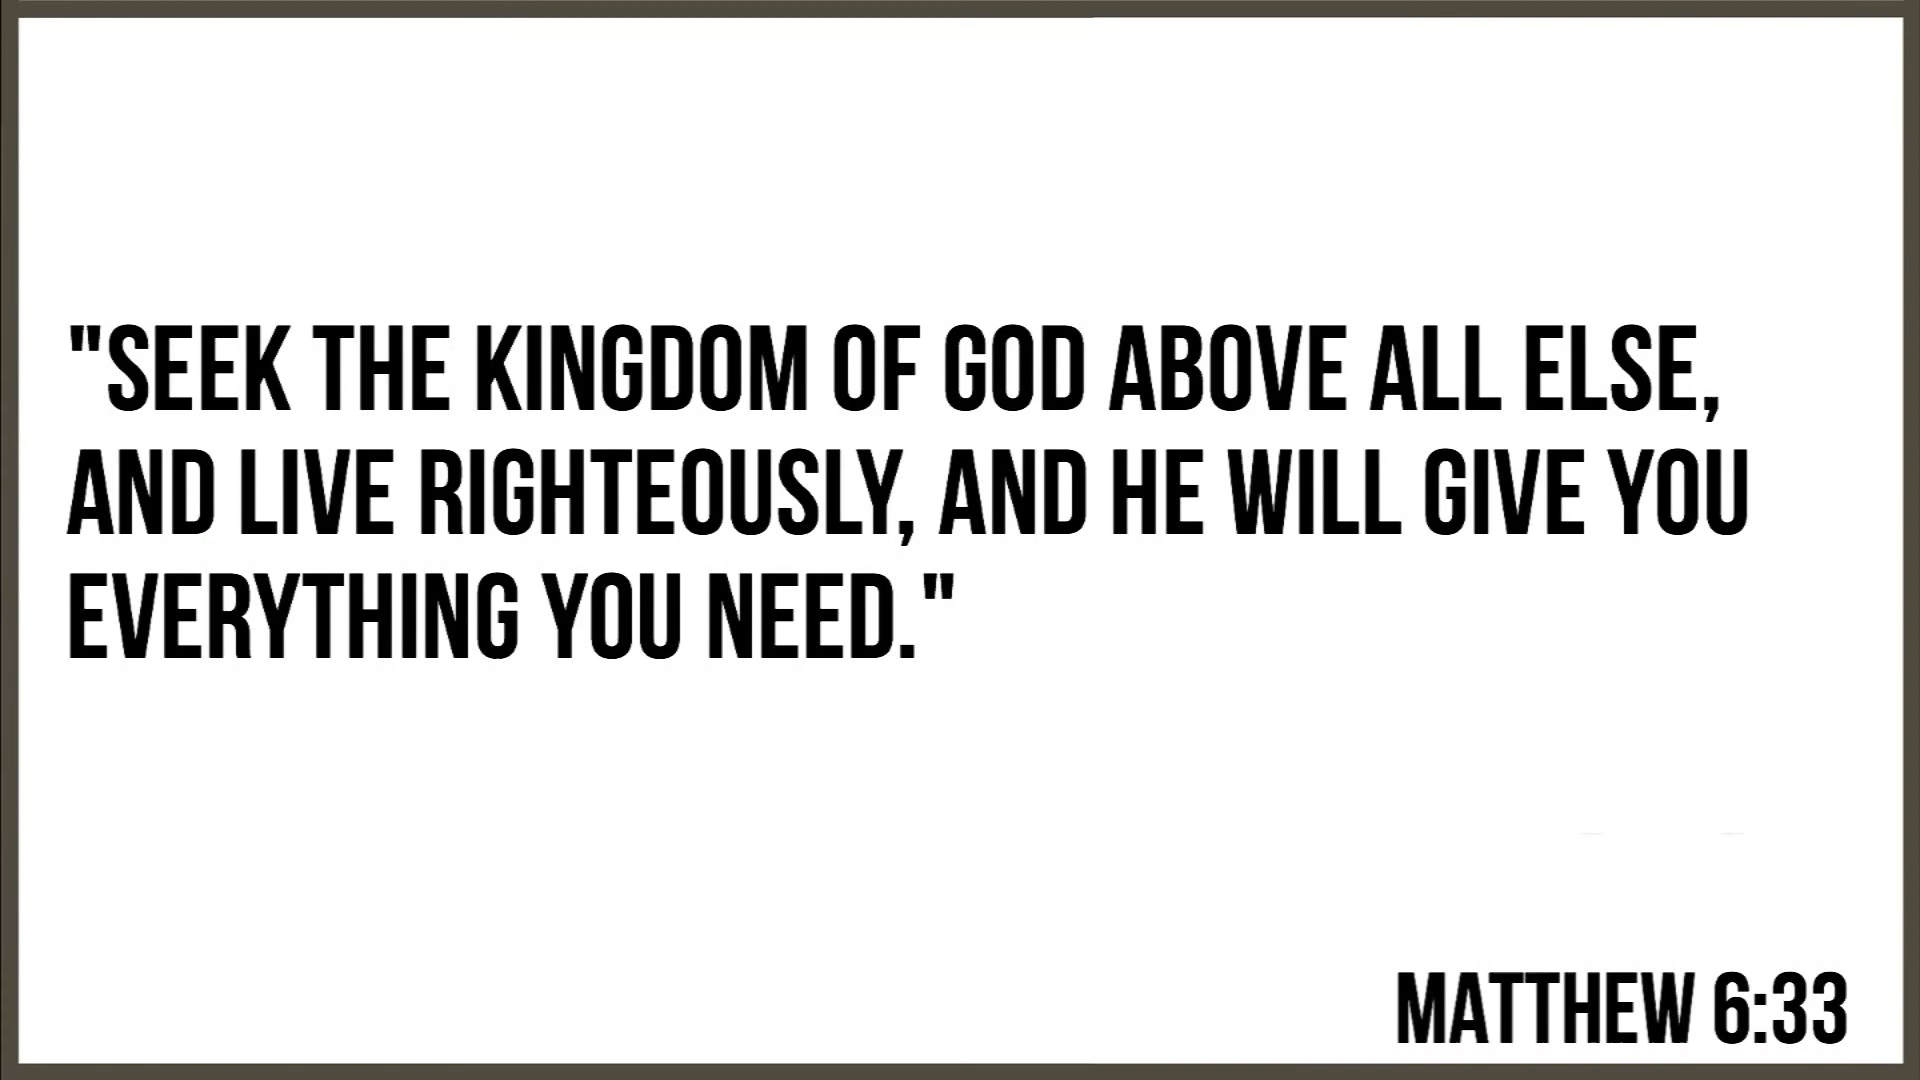 "SEEK THE KINGDOM OF GOD ABOVE ALL ELSE,
AND LIVE RIGHTEOUSLY, AND HE WILL GIVE YOU
EVERYTHING YOU NEED."
MATTHEW 6:33